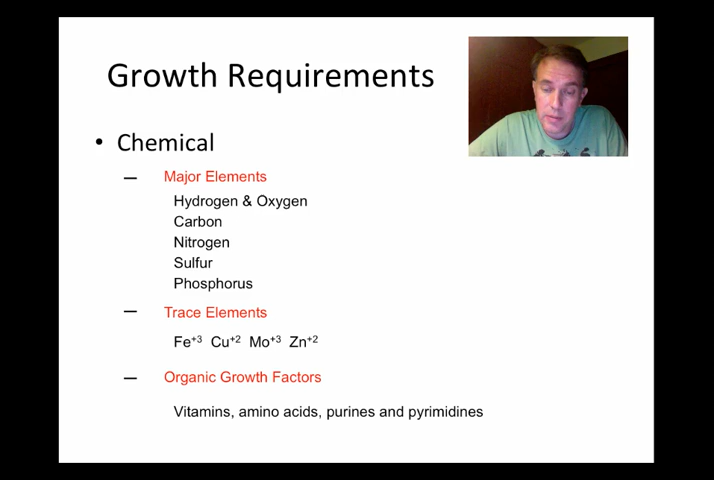 Growth Requirements
• Chemical
– Major Elements
Hydrogen & Oxygen
Carbon
Nitrogen
Sulfur
Phosphorus
– Trace Elements
Fe⁺³ Cu⁺² Mo⁺³ Zn⁺²
– Organic Growth Factors
Vitamins, amino acids, purines and pyrimidines